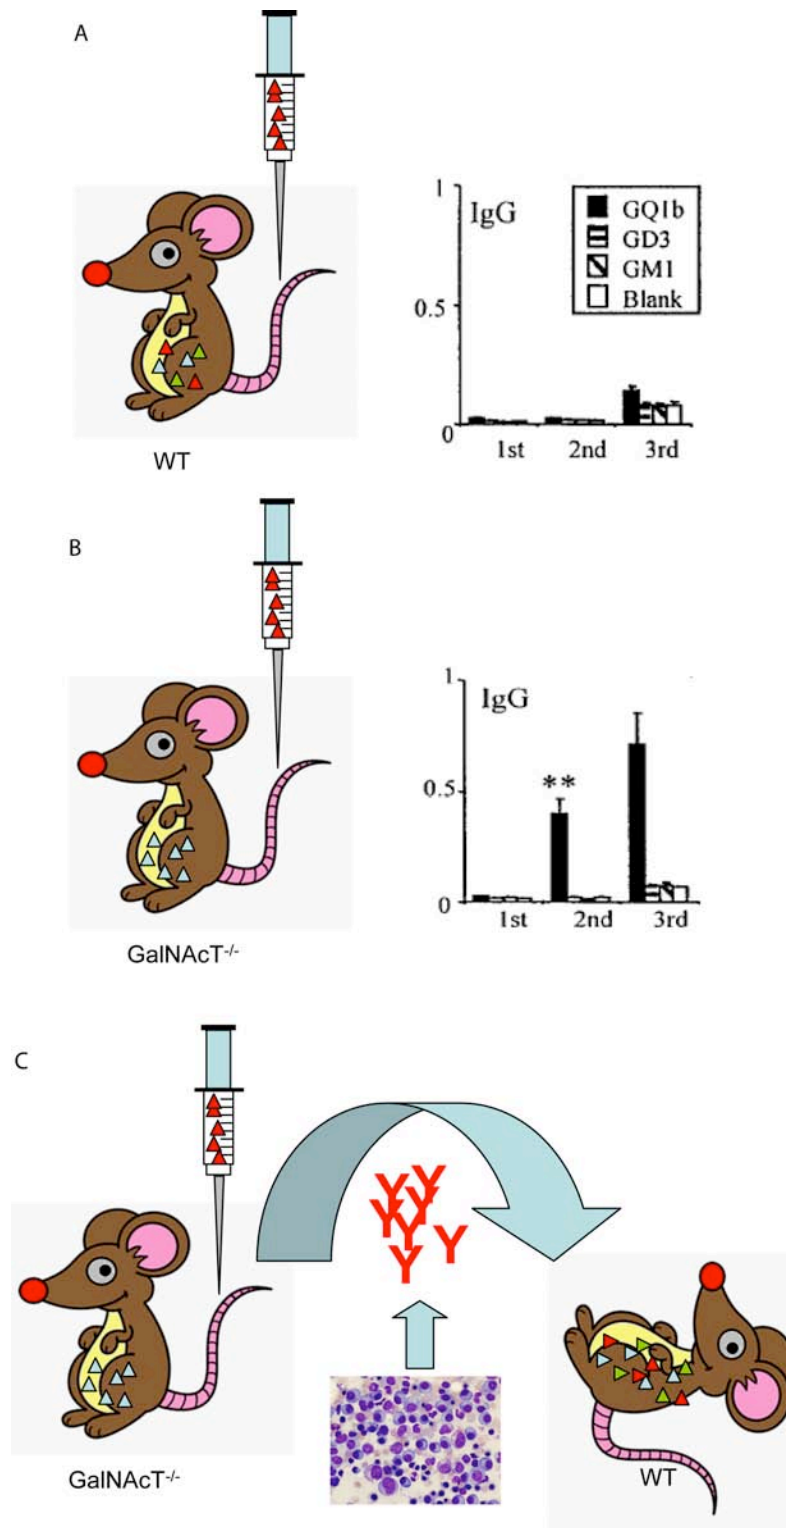 A
1
IgG
GQ1b
GD3
GM1
Blank
0.5
0
1st 2nd 3rd
WT
B
1
IgG
**
0.5
0
1st 2nd 3rd
GalNAcT-/-
C
Y Y Y Y Y Y Y
GalNAcT-/-
WT